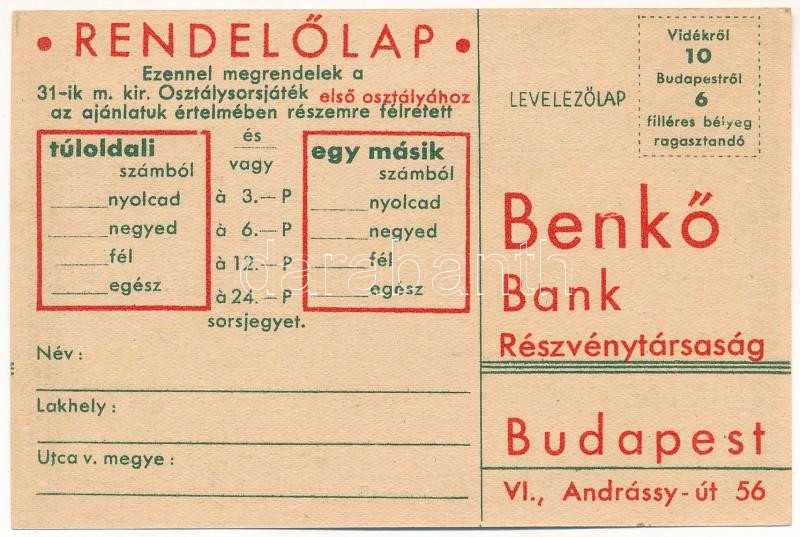 • RENDELŐLAP •
Ezennel megrendelek a
31-ik m. kir. Osztálysorsjáték első osztályához
az ajánlatuk értelmében részemre félretett
túloldali
számból
nyolcad
negyed
fél
egész
és
vagy
à 3.— P
à 6.— P
à 12.— P
à 24.— P
sorsjegyet.
egy másik
számból
nyolcad
negyed
fél
egész
Név :
Lakhely :
Utca v. megye :
LEVELEZŐLAP
Vidékről
10
Budapestről
6
filléres bélyeg
ragasztandó
Benkő
Bank
Részvénytársaság
Budapest
VI., Andrássy-út 56
darabanth